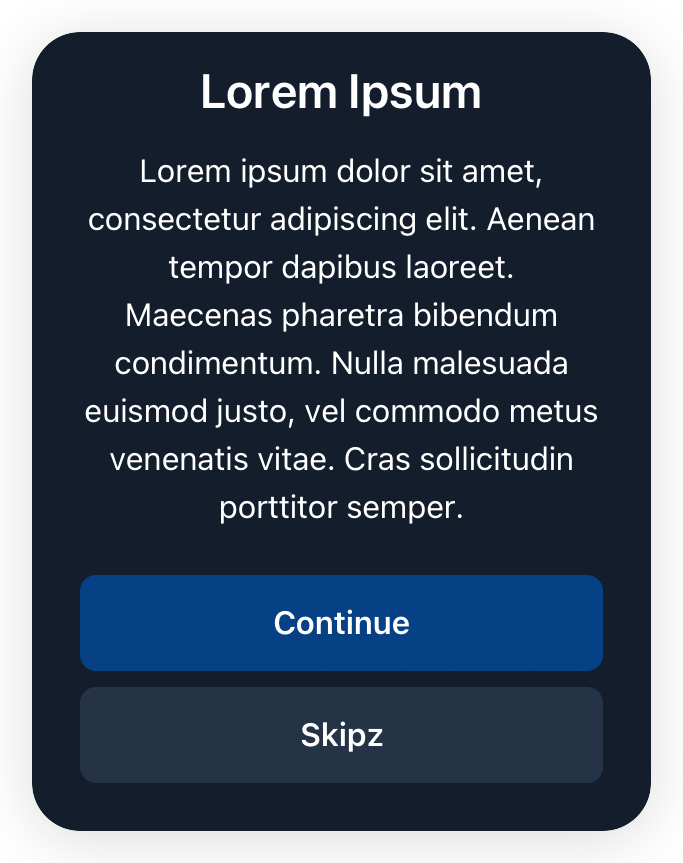 Lorem Ipsum
Lorem ipsum dolor sit amet,
consectetur adipiscing elit. Aenean
tempor dapibus laoreet.
Maecenas pharetra bibendum
condimentum. Nulla malesuada
euismod justo, vel commodo metus
venenatis vitae. Cras sollicitudin
porttitor semper.
Continue
Skipz